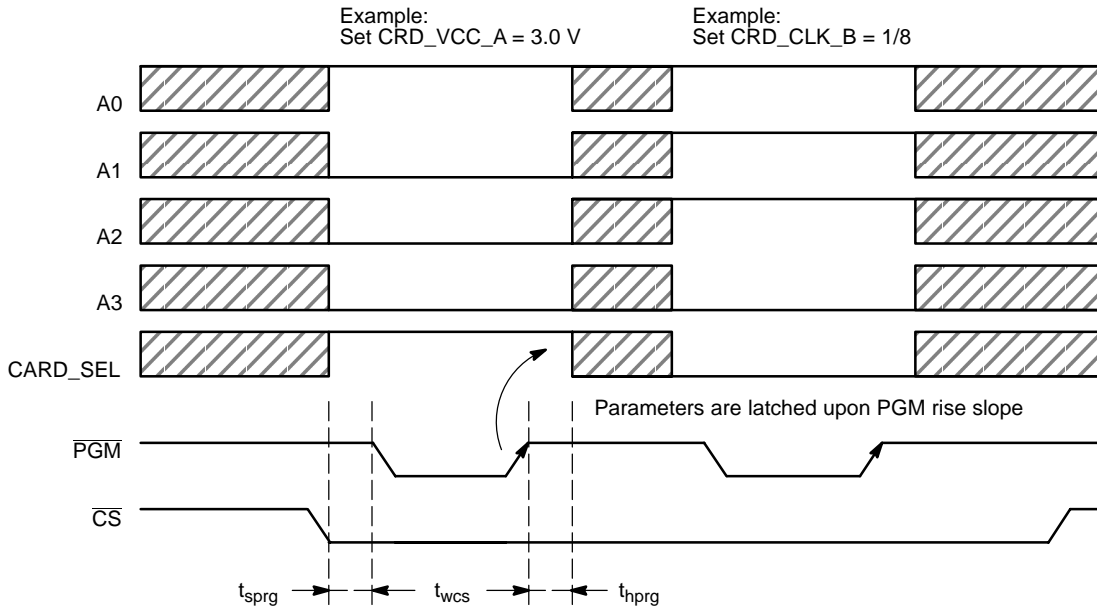 Example:
Set CRD_VCC_A = 3.0 V
Example:
Set CRD_CLK_B = 1/8
A0
A1
A2
A3
CARD_SEL
Parameters are latched upon PGM rise slope
PGM
CS
tsprg
twcs
thprg